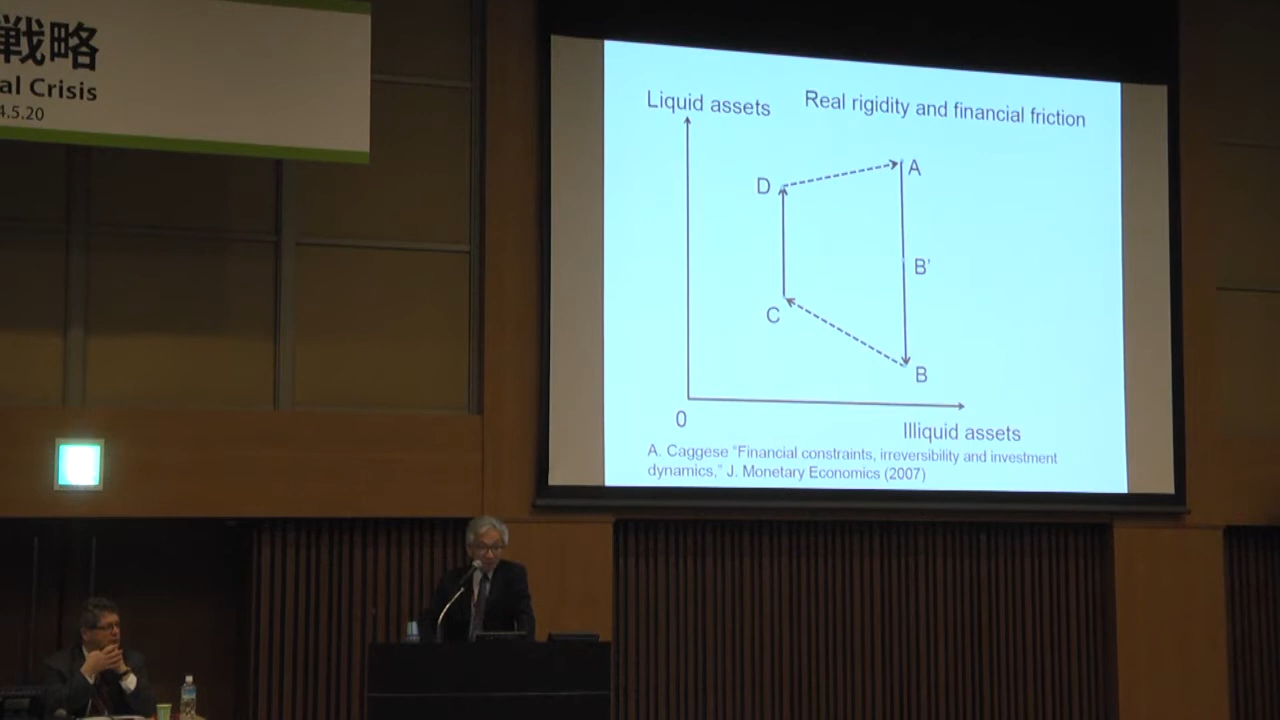 戦略
al Crisis
4.5.20
Real rigidity and financial friction
Liquid assets
D
A
B'
C
B
0
Illiquid assets
A. Caggese “Financial constraints, irreversibility and investment
dynamics,” J. Monetary Economics (2007)